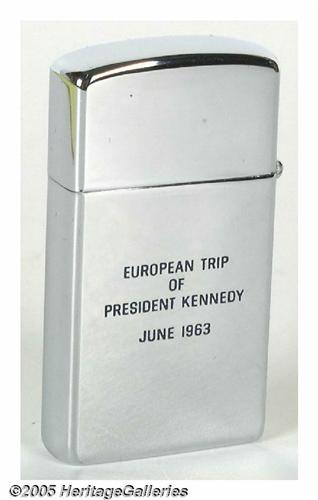 EUROPEAN TRIP
OF
PRESIDENT KENNEDY
JUNE 1963
©2005 HeritageGalleries